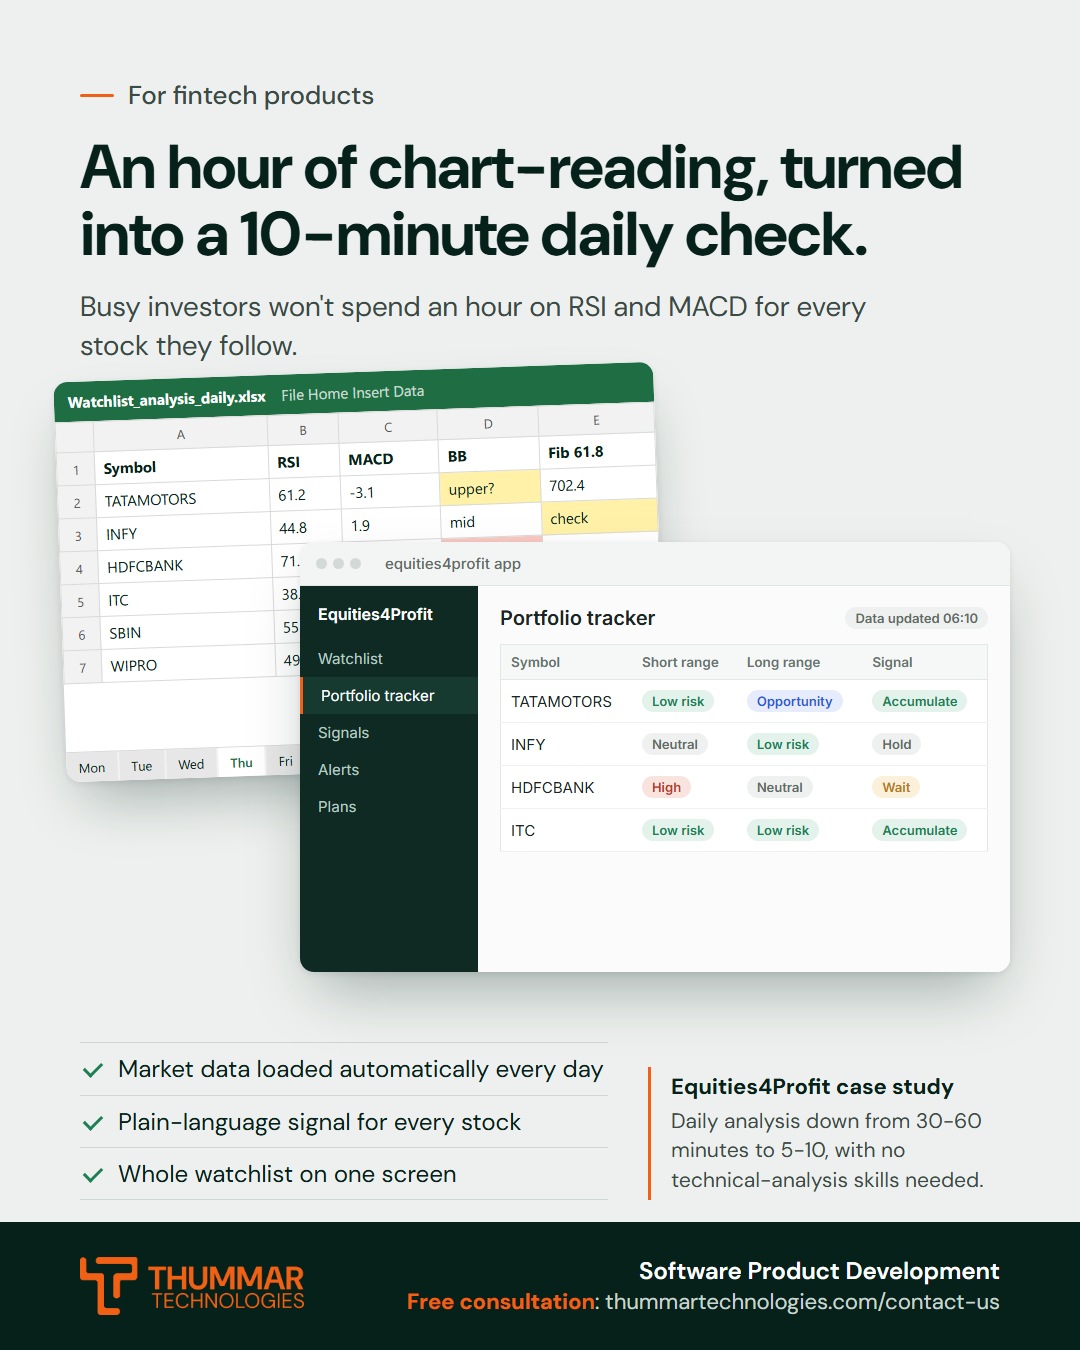 For fintech products
An hour of chart-reading, turned
into a 10-minute daily check.
Busy investors won't spend an hour on RSI and MACD for every
stock they follow.
Watchlist_analysis_daily.xlsx File Home Insert Data
A B C D E
1 Symbol RSI MACD BB Fib 61.8
2 TATAMOTORS 61.2 -3.1 upper? 702.4
3 INFY 44.8 1.9 mid check
4 HDFCBANK 71.
5 ITC 38.
6 SBIN 55
7 WIPRO 49
Mon Tue Wed Thu Fri
equities4profit app
Equities4Profit
Watchlist
Portfolio tracker
Signals
Alerts
Plans
Portfolio tracker Data updated 06:10
Symbol Short range Long range Signal
TATAMOTORS Low risk Opportunity Accumulate
INFY Neutral Low risk Hold
HDFCBANK High Neutral Wait
ITC Low risk Low risk Accumulate
Market data loaded automatically every day
Plain-language signal for every stock
Whole watchlist on one screen
Equities4Profit case study
Daily analysis down from 30-60
minutes to 5-10, with no
technical-analysis skills needed.
THUMMAR
TECHNOLOGIES
Software Product Development
Free consultation: thummartechnologies.com/contact-us